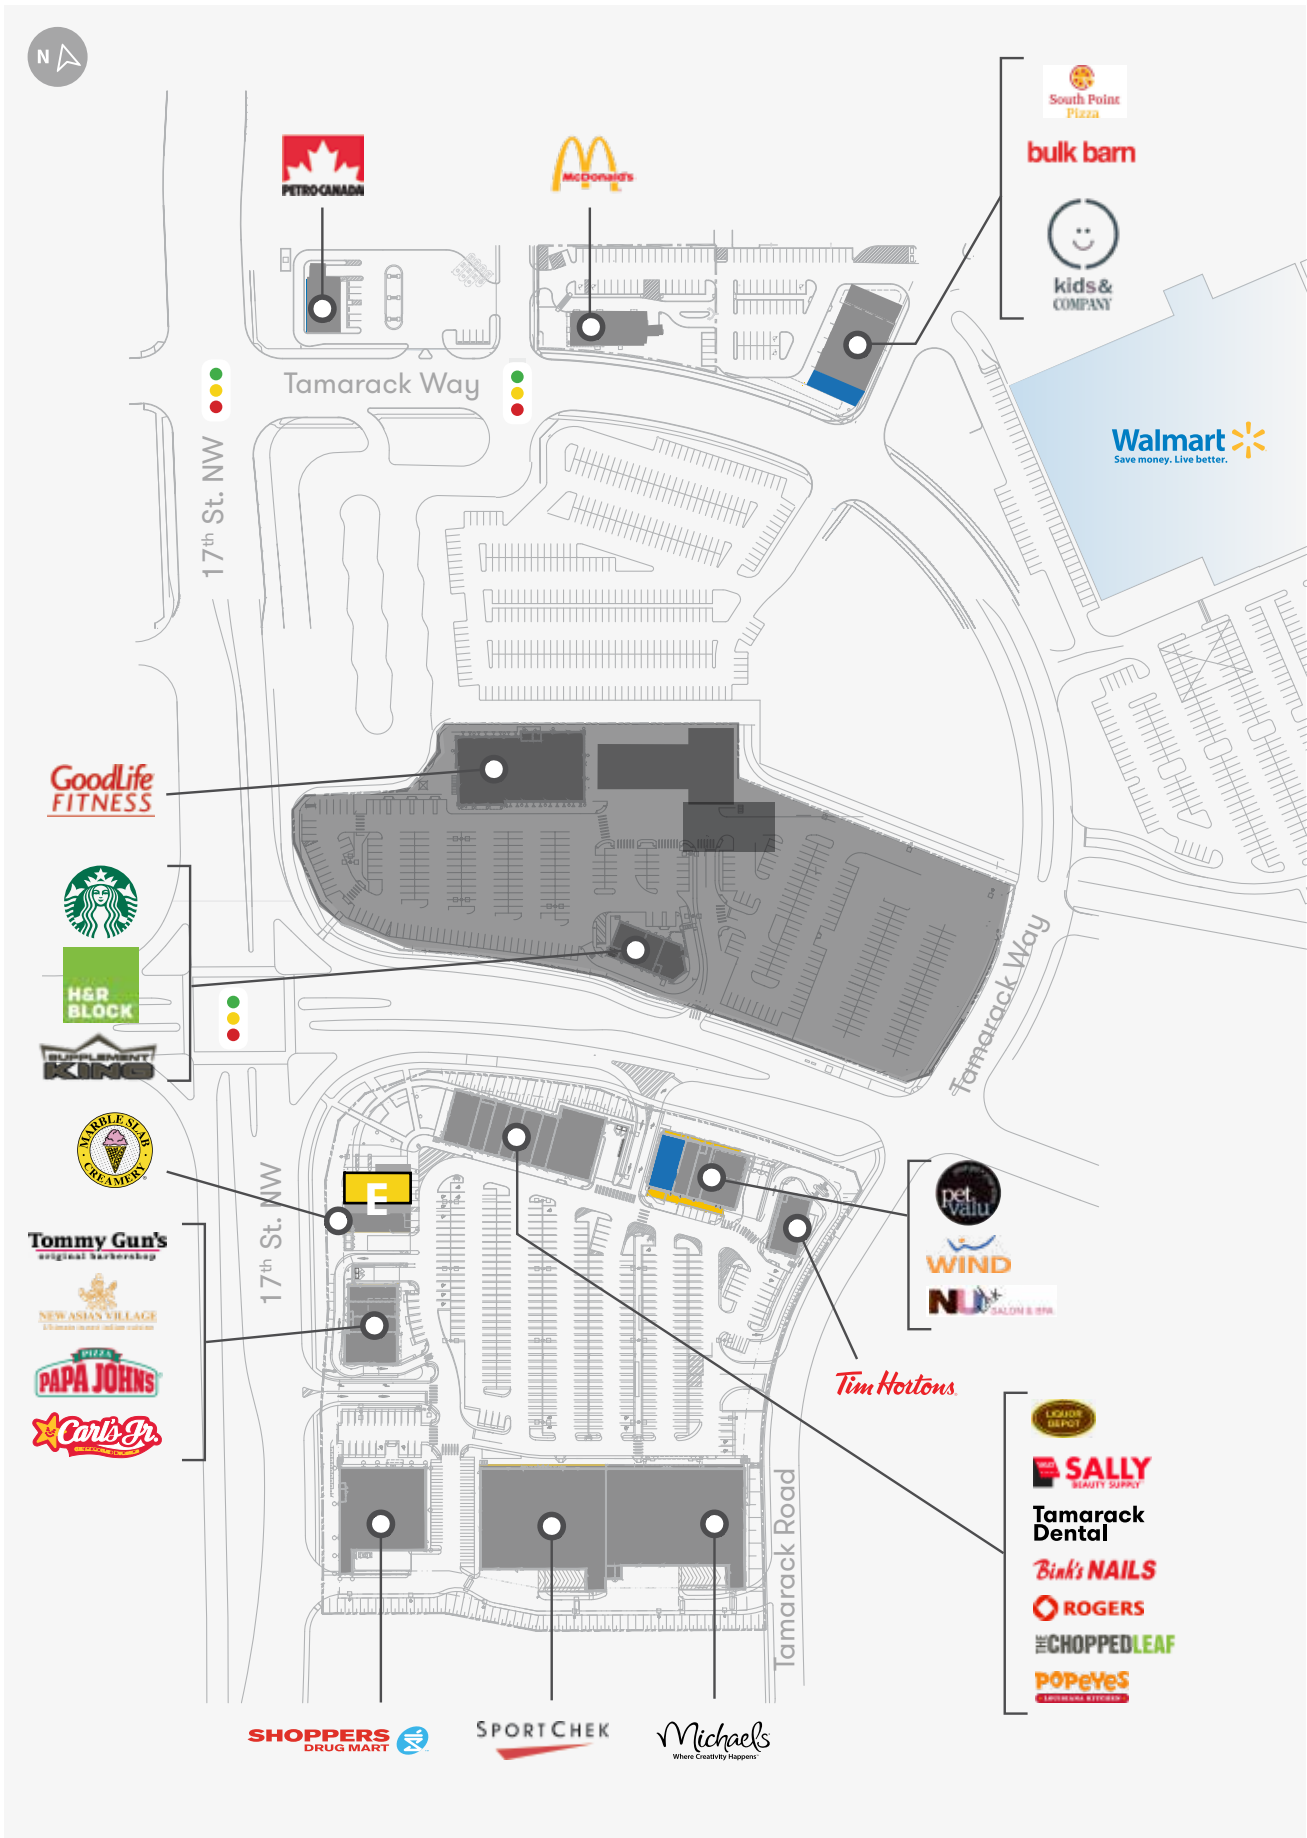 N
South Point
Pizza
bulk barn
kids&
COMPANY
PETRO-CANADA
McDonald's
Tamarack Way
17th St. NW
Walmart
Save money. Live better.
GoodLife
FITNESS
H&R
BLOCK
SUPPLEMENT
KING
Tamarack Way
MARBLE SLAB
CREAMERY
E
17th St. NW
Tommy Gun's
original barbershop
NEW ASIAN VILLAGE
PIZZA
PAPA JOHNS
Carl's Jr.
pet
valu
WIND
NU
SALON & SPA
Tim Hortons
LIQUOR
DEPOT
SALLY
BEAUTY SUPPLY
Tamarack
Dental
Bink's NAILS
ROGERS
THE CHOPPED LEAF
POPEYES
LOUISIANA KITCHEN
Tamarack Road
SHOPPERS
DRUG MART
SPORT CHEK
Michaels
Where Creativity Happens